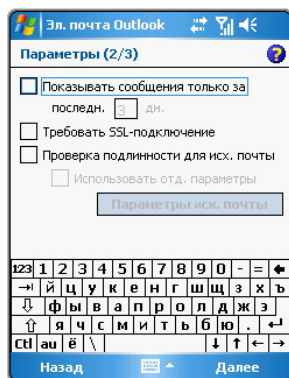 Эл. почта Outlook
Параметры (2/3)
Показывать сообщения только за
последн. 3 дн.
Требовать SSL-подключение
Проверка подлинности для исх. почты
Использовать отд. параметры
Параметры исх. почты
123 1 2 3 4 5 6 7 8 9 0 - =
й ц у к е н г ш щ з х ъ
ф ы в а п р о л д ж э
я ч с м и т ь б ю .
Ctl au ё \
Назад Далее